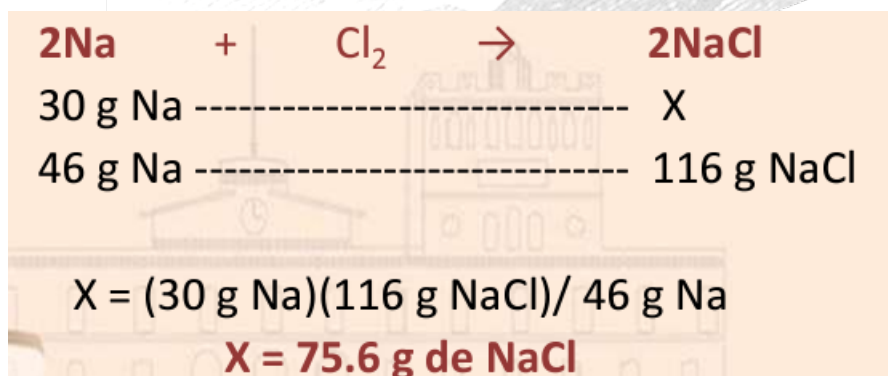 2Na + Cl₂ → 2NaCl
30 g Na ------------------------------ X
46 g Na ------------------------------ 116 g NaCl
X = (30 g Na)(116 g NaCl)/ 46 g Na
X = 75.6 g de NaCl